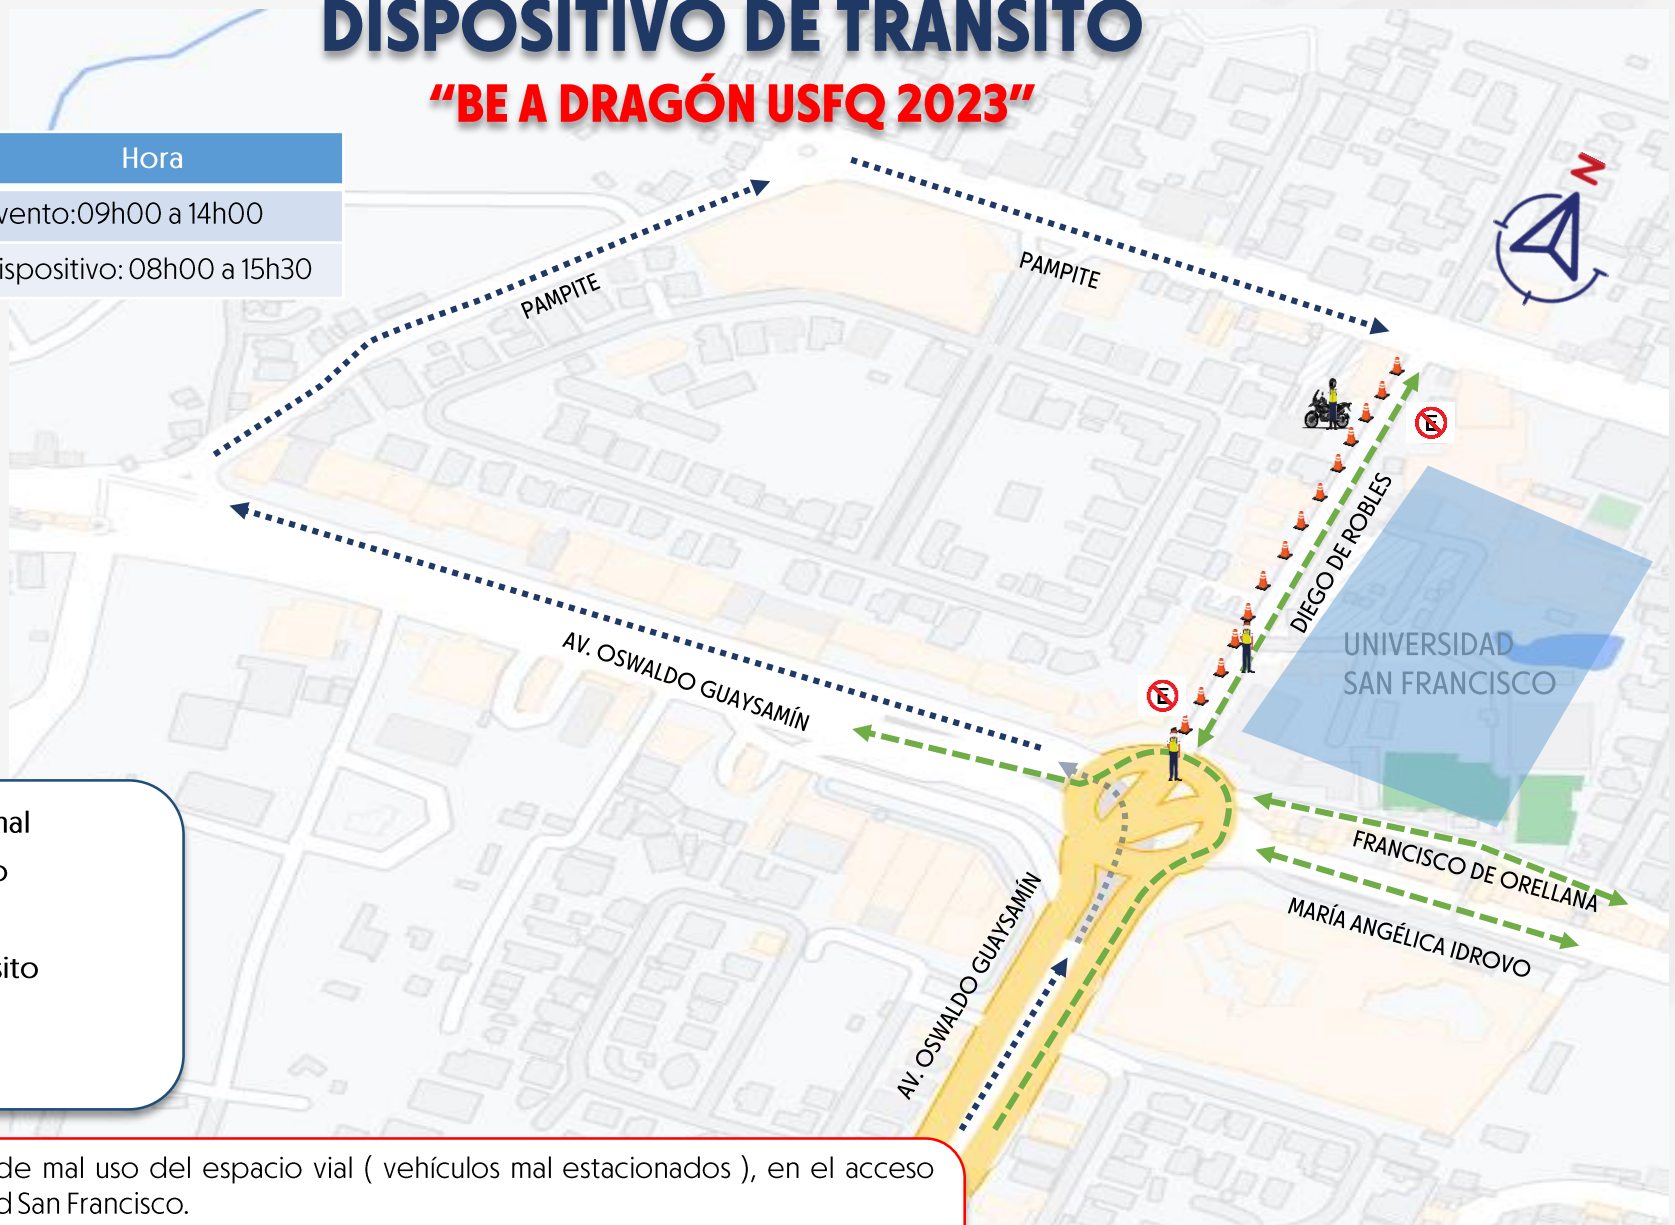 DISPOSITIVO DE TRÁNSITO
“BE A DRAGÓN USFQ 2023”
Hora
vento:09h00 a 14h00
ispositivo: 08h00 a 15h30
N
PAMPITE
PAMPITE
E
DIEGO DE ROBLES
UNIVERSIDAD
SAN FRANCISCO
E
AV. OSWALDO GUAYSAMÍN
FRANCISCO DE ORELLANA
MARÍA ANGÉLICA IDROVO
AV. OSWALDO GUAYSAMÍN
nal
o
sito
de mal uso del espacio vial ( vehículos mal estacionados ), en el acceso
d San Francisco.